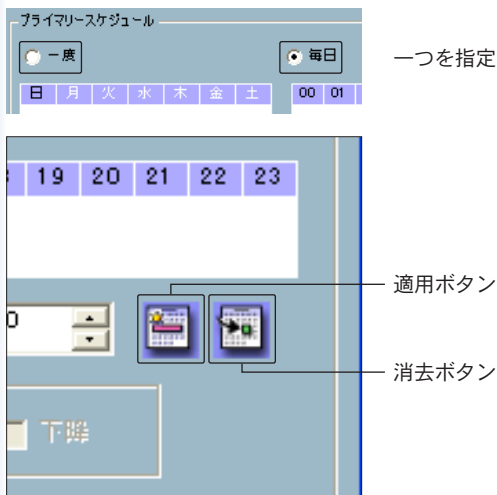 プライマリースケジュール
一度
毎日
一つを指定
日 月 火 水 木 金 土
00 01
19 20 21 22 23
適用ボタン
0
消去ボタン
下降